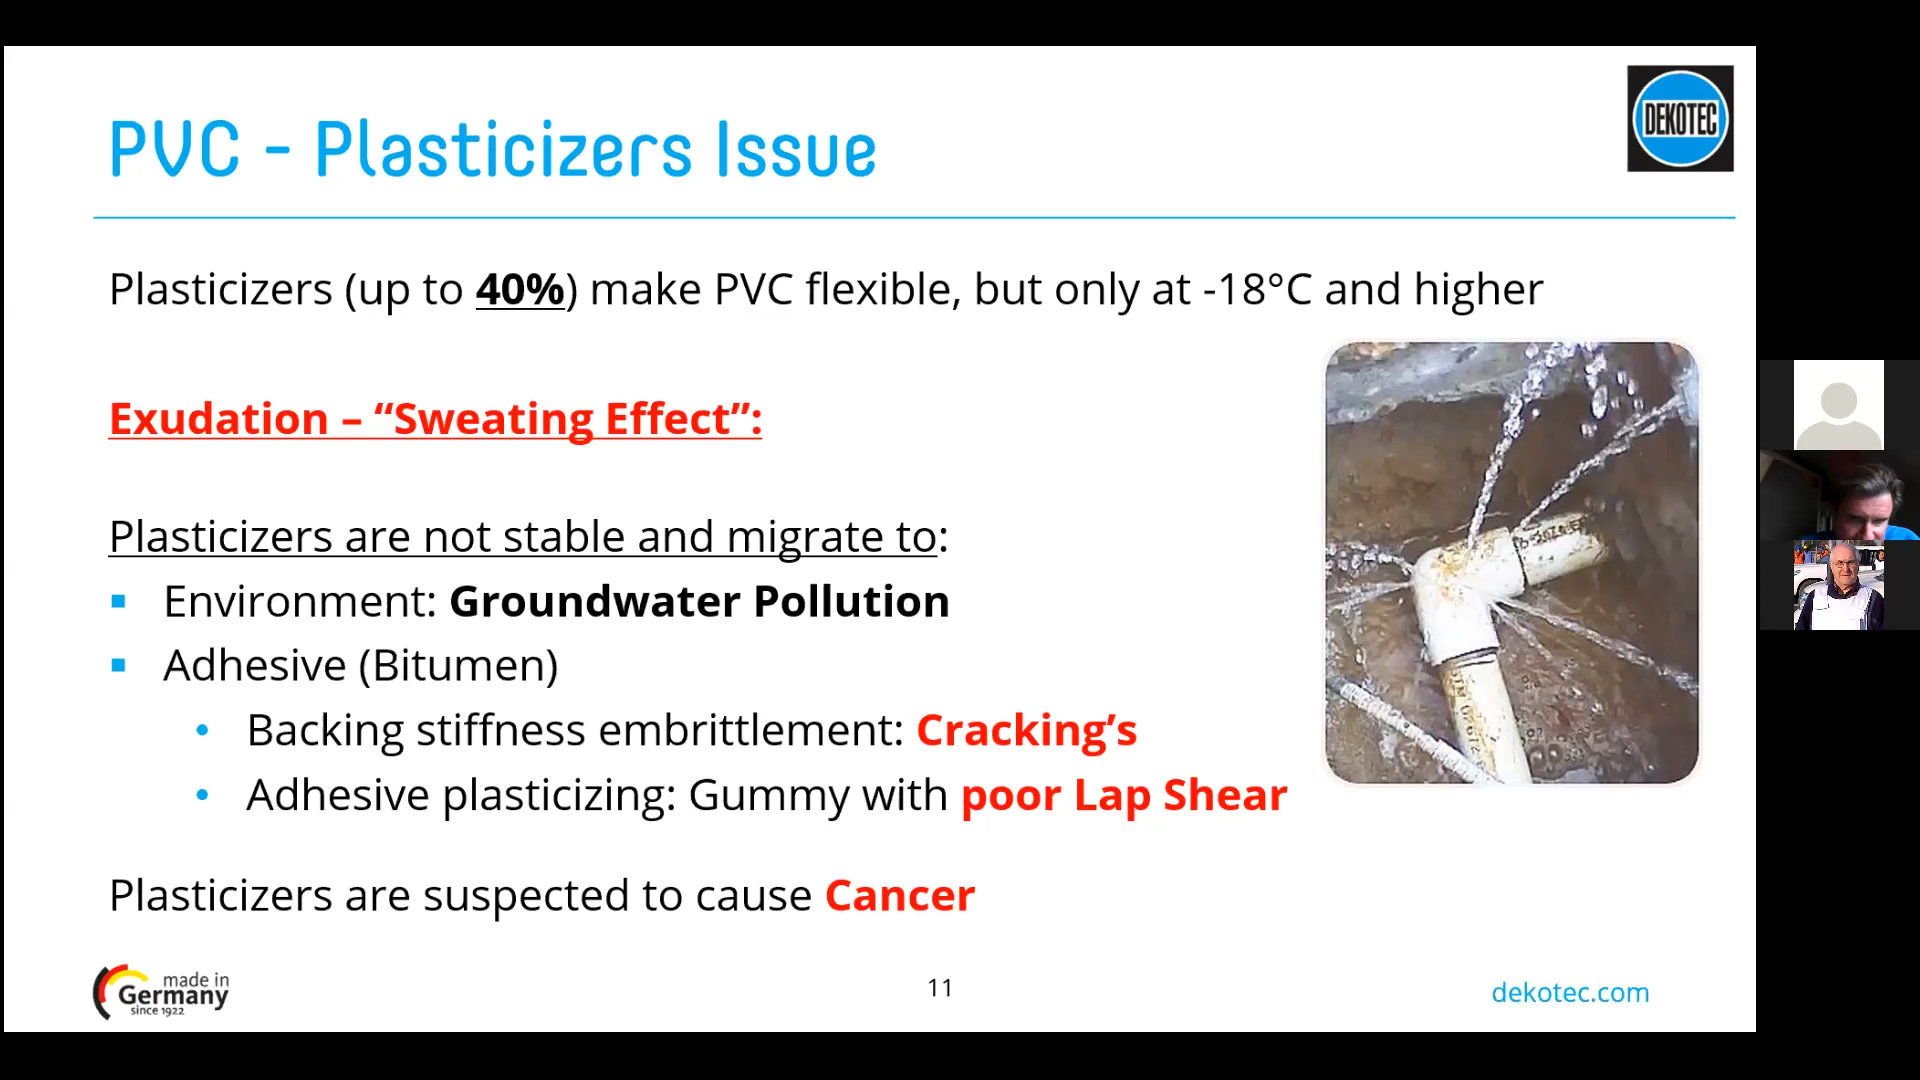 DEKOTEC
PVC - Plasticizers Issue
Plasticizers (up to 40%) make PVC flexible, but only at -18°C and higher
Exudation – “Sweating Effect”:
Plasticizers are not stable and migrate to:
Environment: Groundwater Pollution
Adhesive (Bitumen)
Backing stiffness embrittlement: Cracking’s
Adhesive plasticizing: Gummy with poor Lap Shear
Plasticizers are suspected to cause Cancer
made in
Germany
since 1922
11
dekotec.com